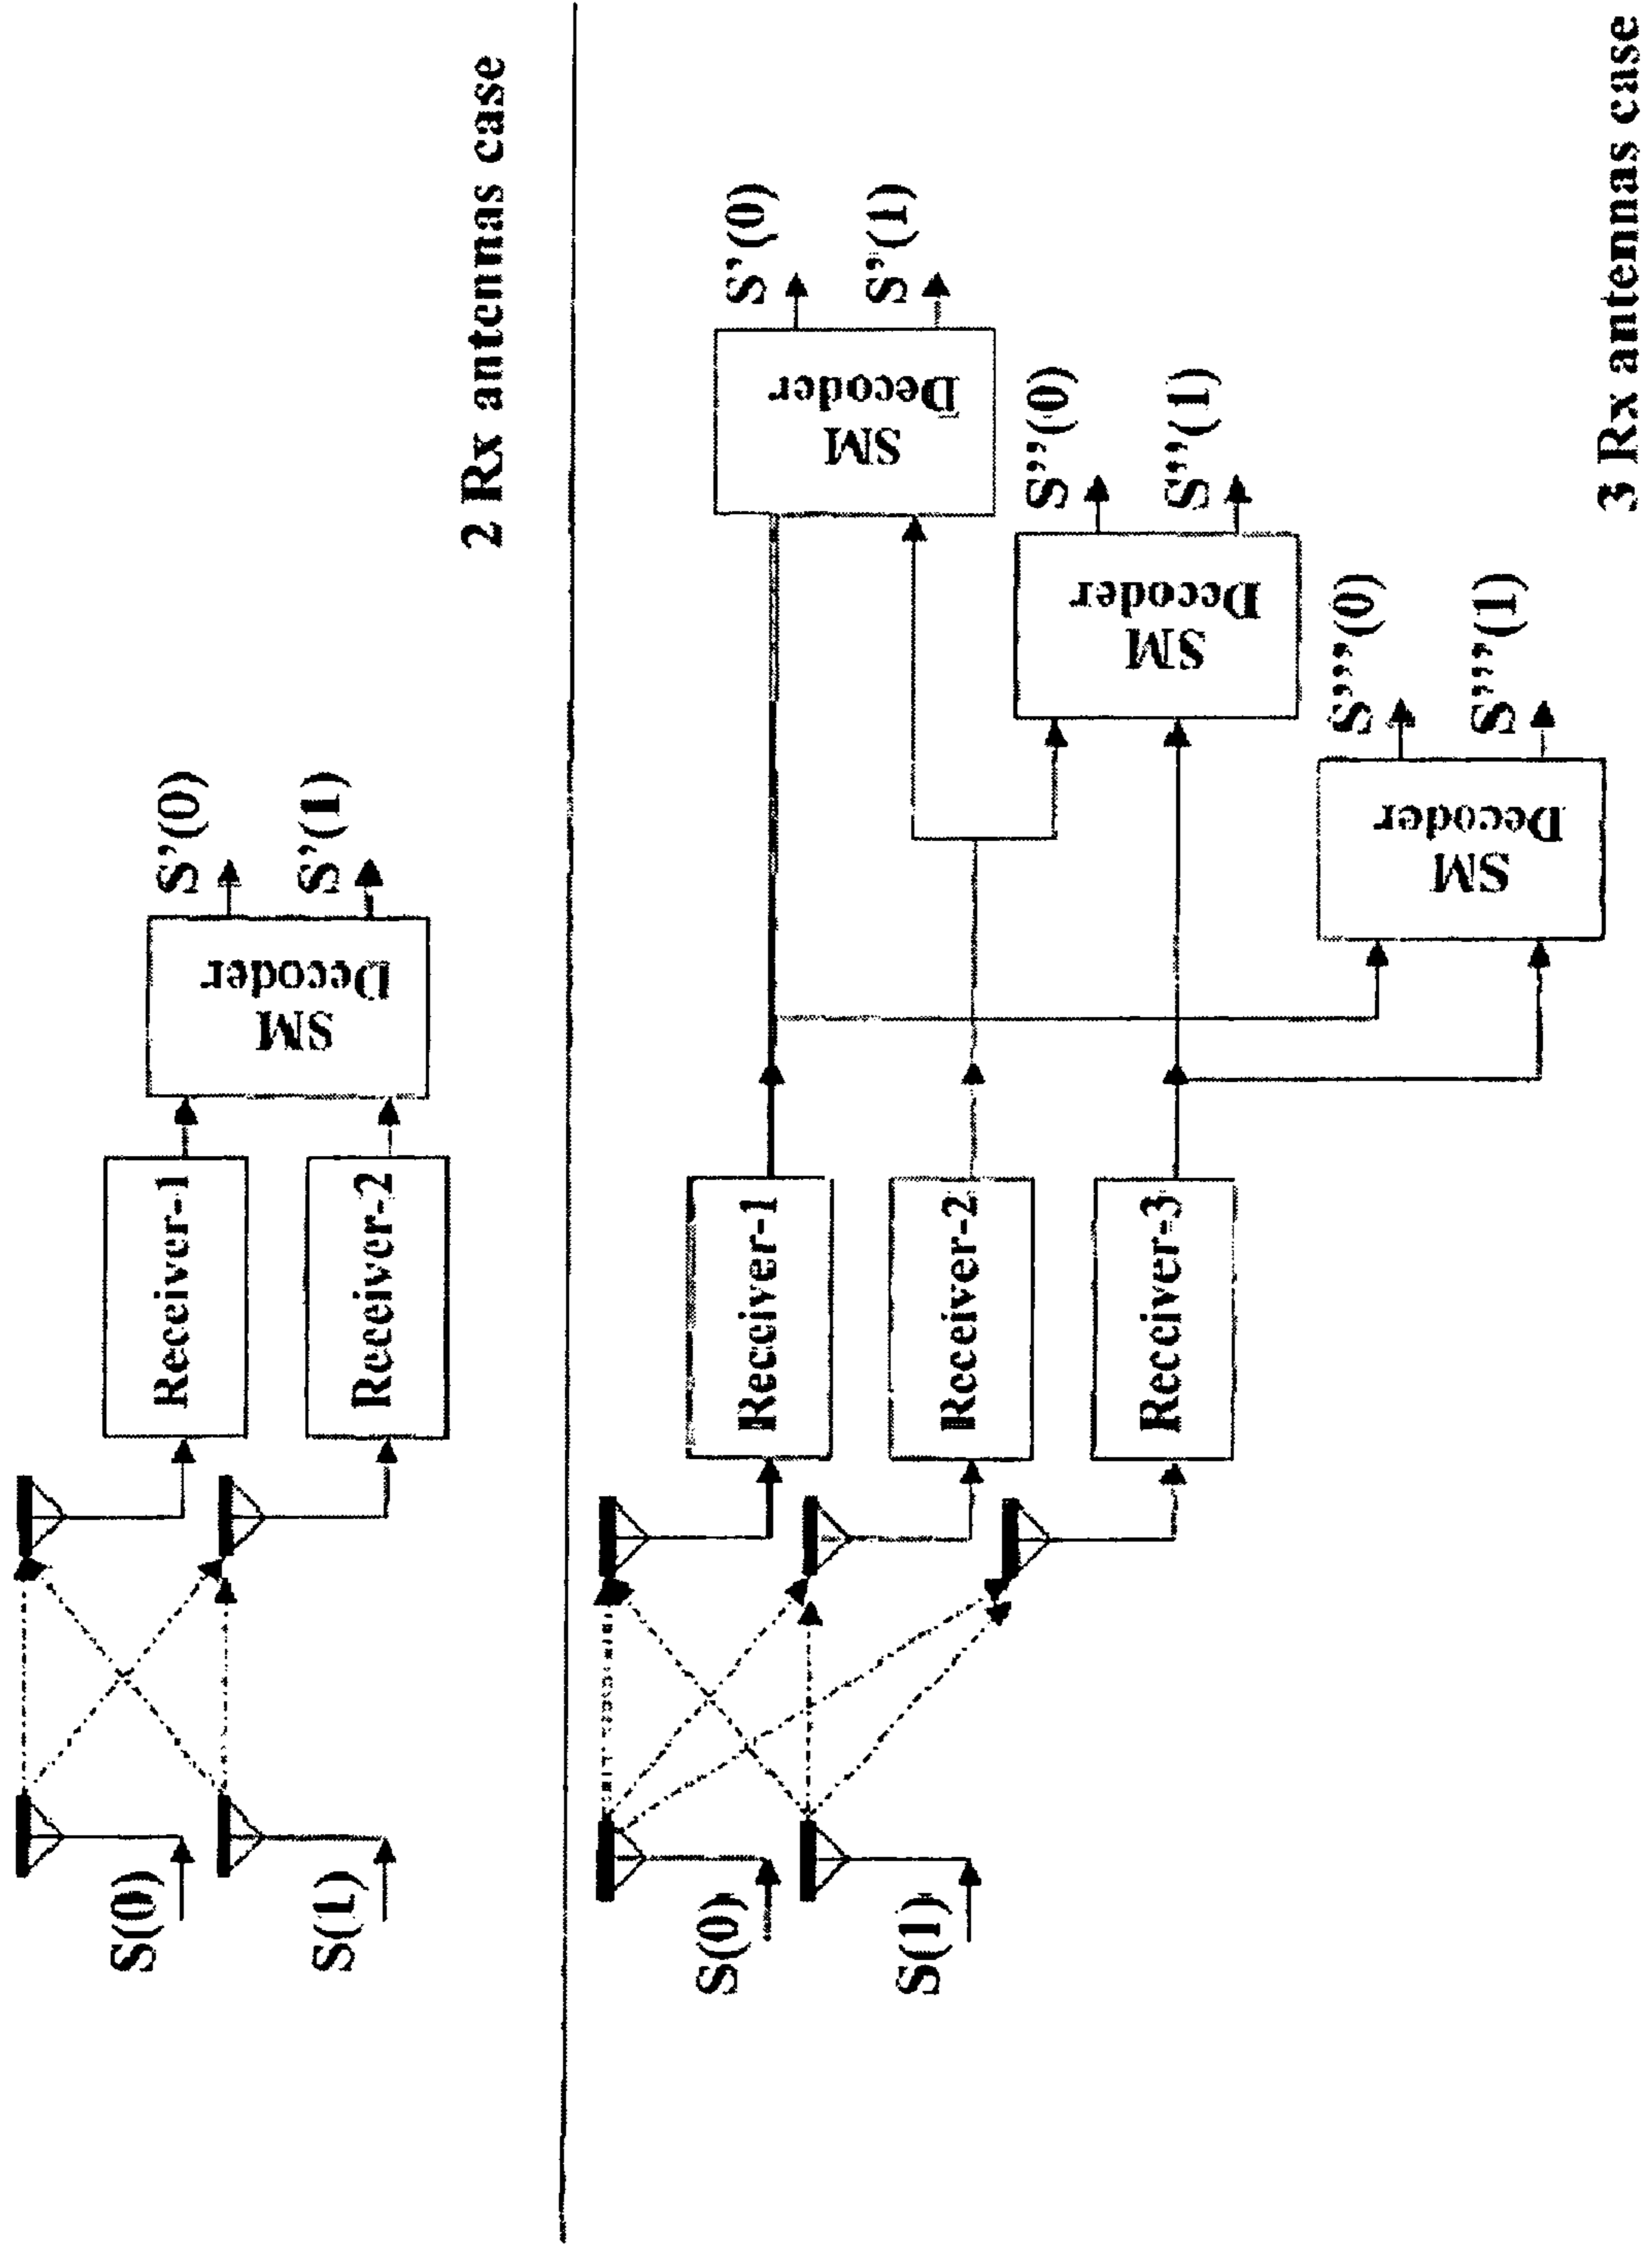 S(0)
S(1)
Receiver-1
Receiver-2
SM
Decoder
S'(0)
S'(1)
2 Rx antennas case
S(0)
S(1)
Receiver-1
Receiver-2
Receiver-3
SM
Decoder
S'(0)
S'(1)
SM
Decoder
S''(0)
S''(1)
SM
Decoder
S'''(0)
S'''(1)
3 Rx antennas case